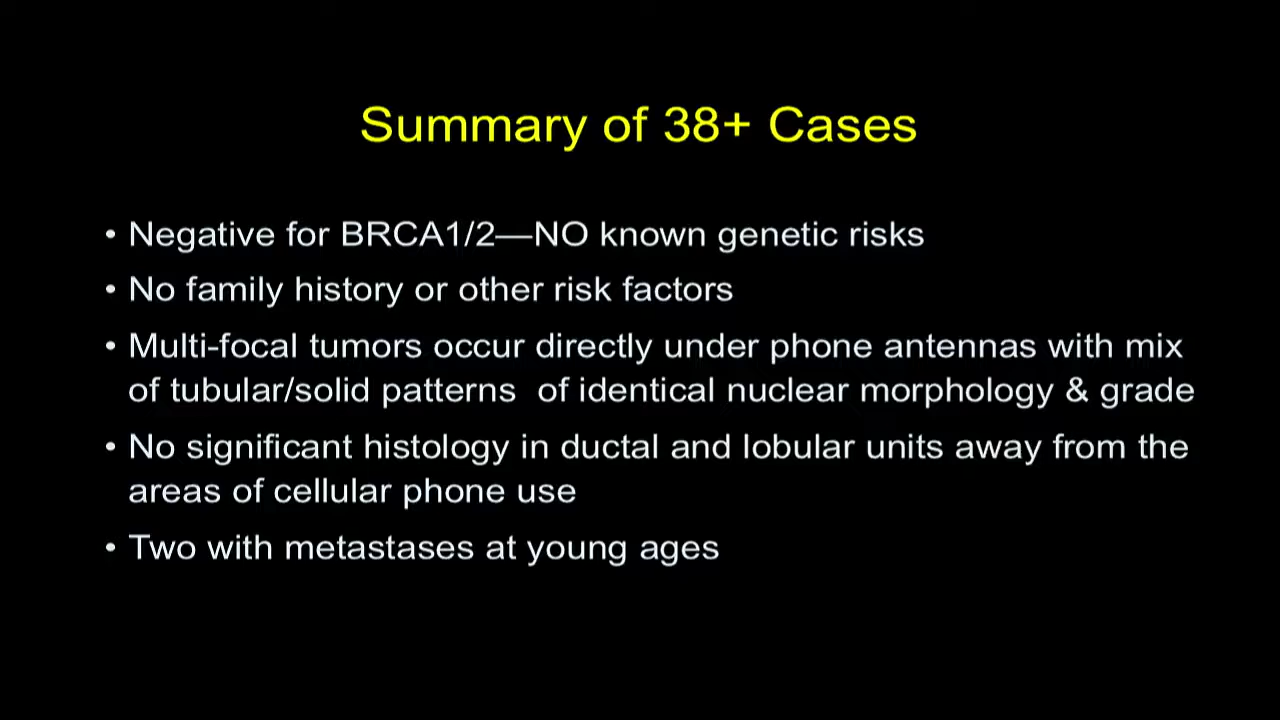 Summary of 38+ Cases
• Negative for BRCA1/2—NO known genetic risks
• No family history or other risk factors
• Multi-focal tumors occur directly under phone antennas with mix
of tubular/solid patterns  of identical nuclear morphology & grade
• No significant histology in ductal and lobular units away from the
areas of cellular phone use
• Two with metastases at young ages